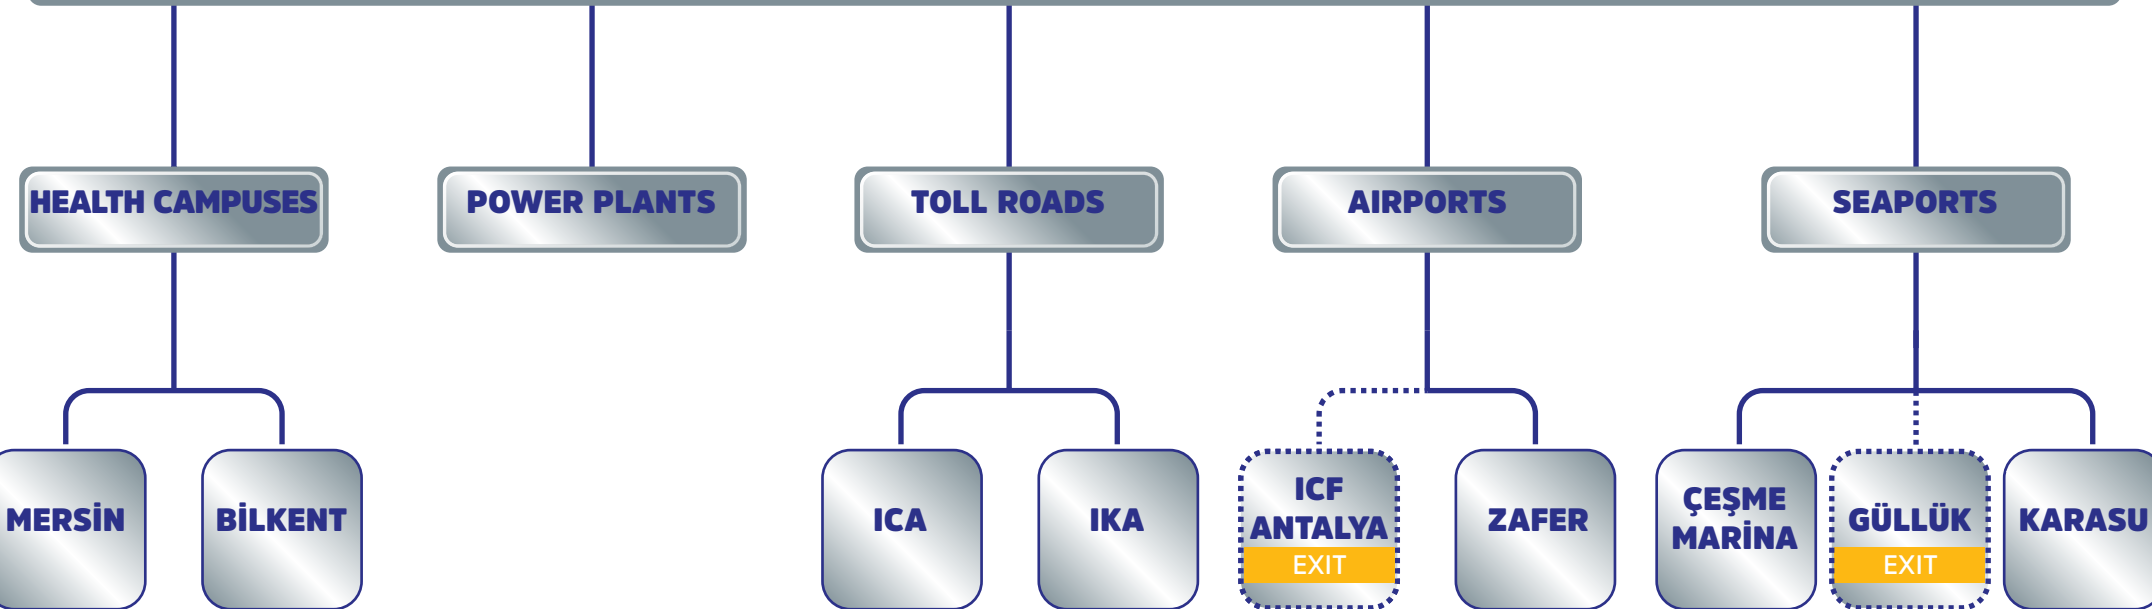 HEALTH CAMPUSES
POWER PLANTS
TOLL ROADS
AIRPORTS
SEAPORTS
MERSİN
BİLKENT
ICA
IKA
ICF
ANTALYA
EXIT
ZAFER
ÇEŞME
MARİNA
GÜLLÜK
EXIT
KARASU